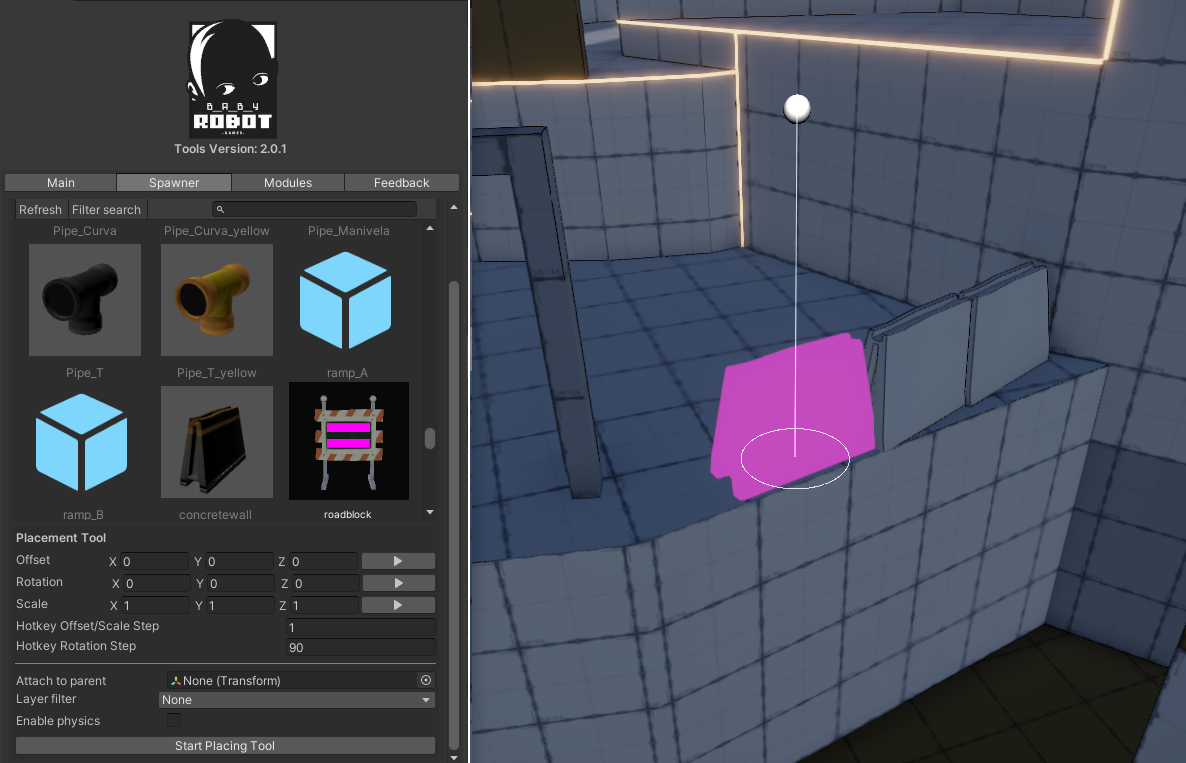 B_A_B_Y
ROBOT
-GAMES-
Tools Version: 2.0.1
Main Spawner Modules Feedback
Refresh Filter search
Pipe_Curva Pipe_Curva_yellow Pipe_Manivela
Pipe_T Pipe_T_yellow ramp_A
ramp_B concretewall roadblock
Placement Tool
Offset X 0 Y 0 Z 0
Rotation X 0 Y 0 Z 0
Scale X 1 Y 1 Z 1
Hotkey Offset/Scale Step 1
Hotkey Rotation Step 90
Attach to parent None (Transform)
Layer filter None
Enable physics
Start Placing Tool